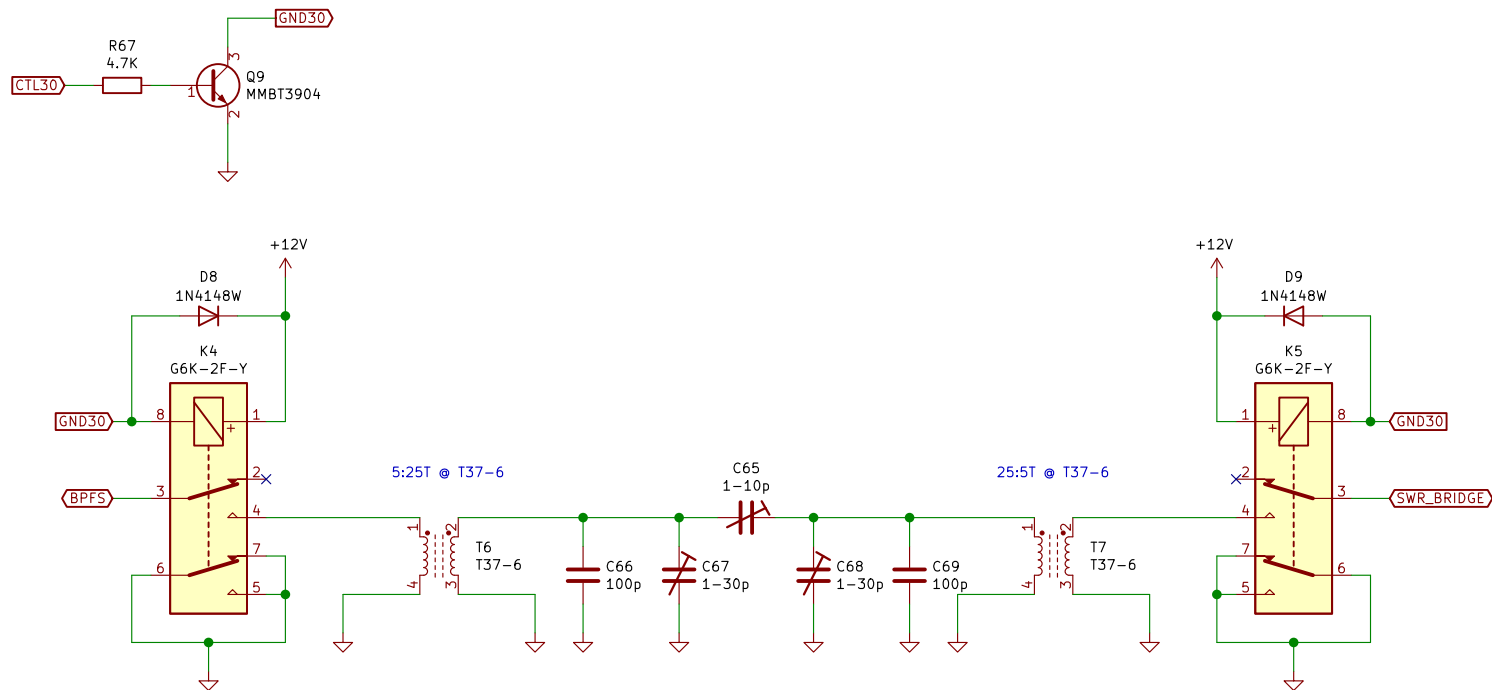 GND30
R67
4.7K
CTL30
3
1
Q9
MMBT3904
2
+12V
+12V
D8
1N4148W
D9
1N4148W
K4
G6K-2F-Y
K5
G6K-2F-Y
GND30
8
1
+
1
8
+
GND30
5:25T @ T37-6
25:5T @ T37-6
C65
1-10p
BPFS
3
2
4
2
3
4
SWR_BRIDGE
1
2
4
3
T6
T37-6
C66
100p
C67
1-30p
C68
1-30p
C69
100p
1
2
4
3
T7
T37-6
6
7
5
7
6
5